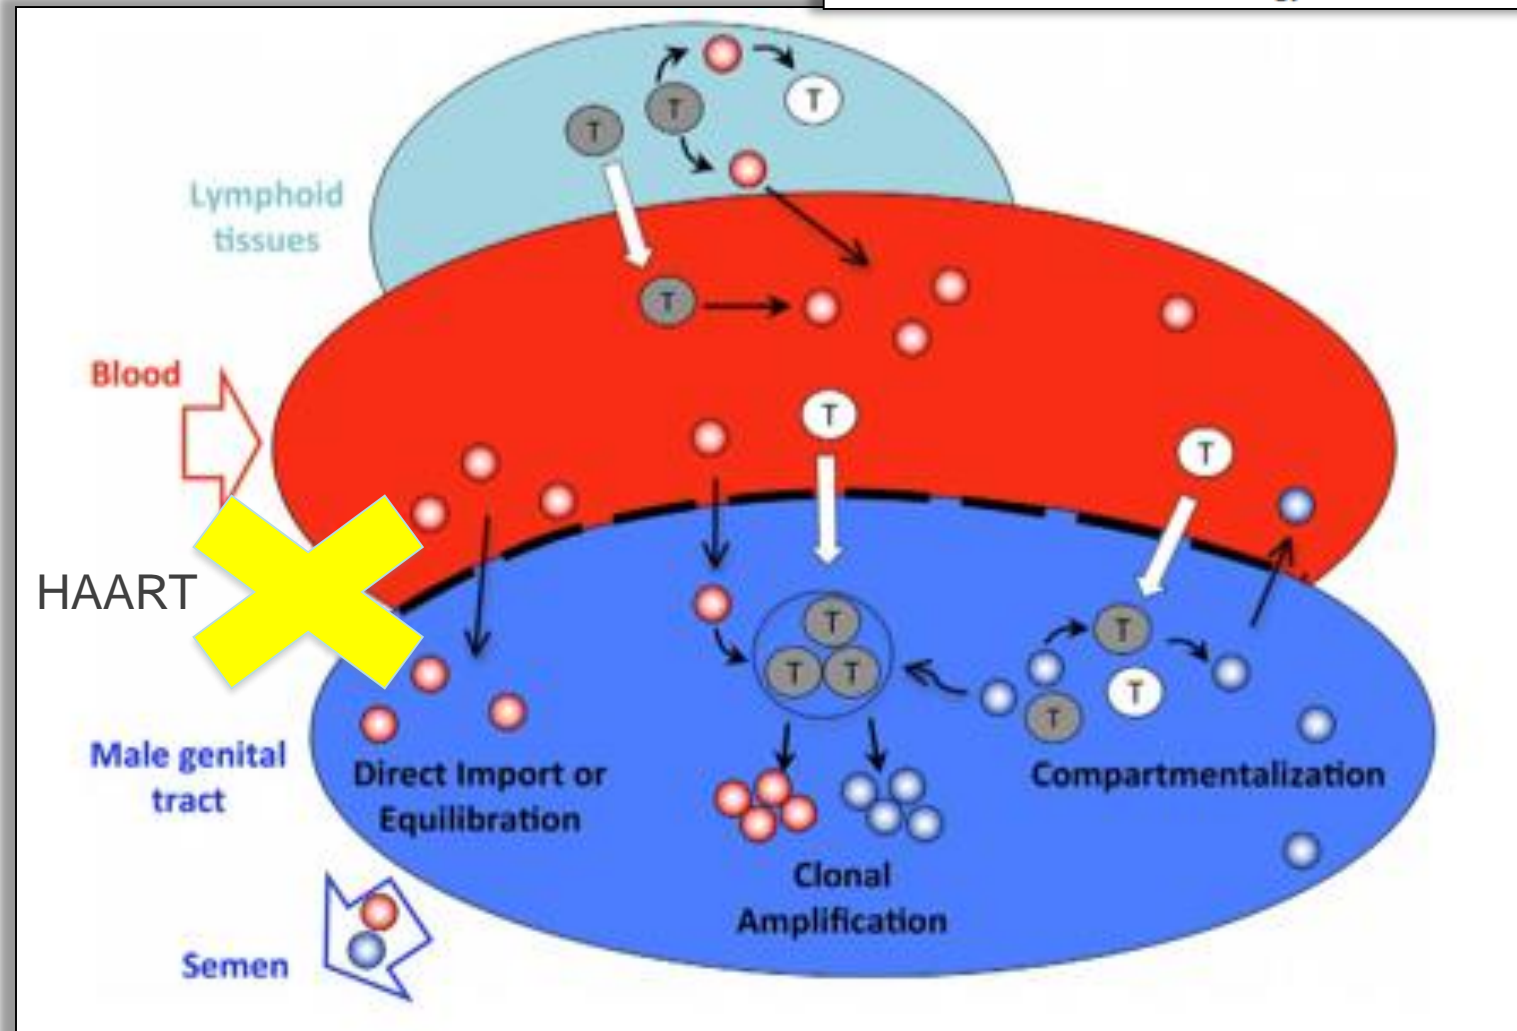 T
T
T
Lymphoid
tissues
T
Blood
T
T
HAART
T
T
T
T
T
T
Male genital
tract
Direct Import or
Equilibration
Compartmentalization
Clonal
Amplification
Semen